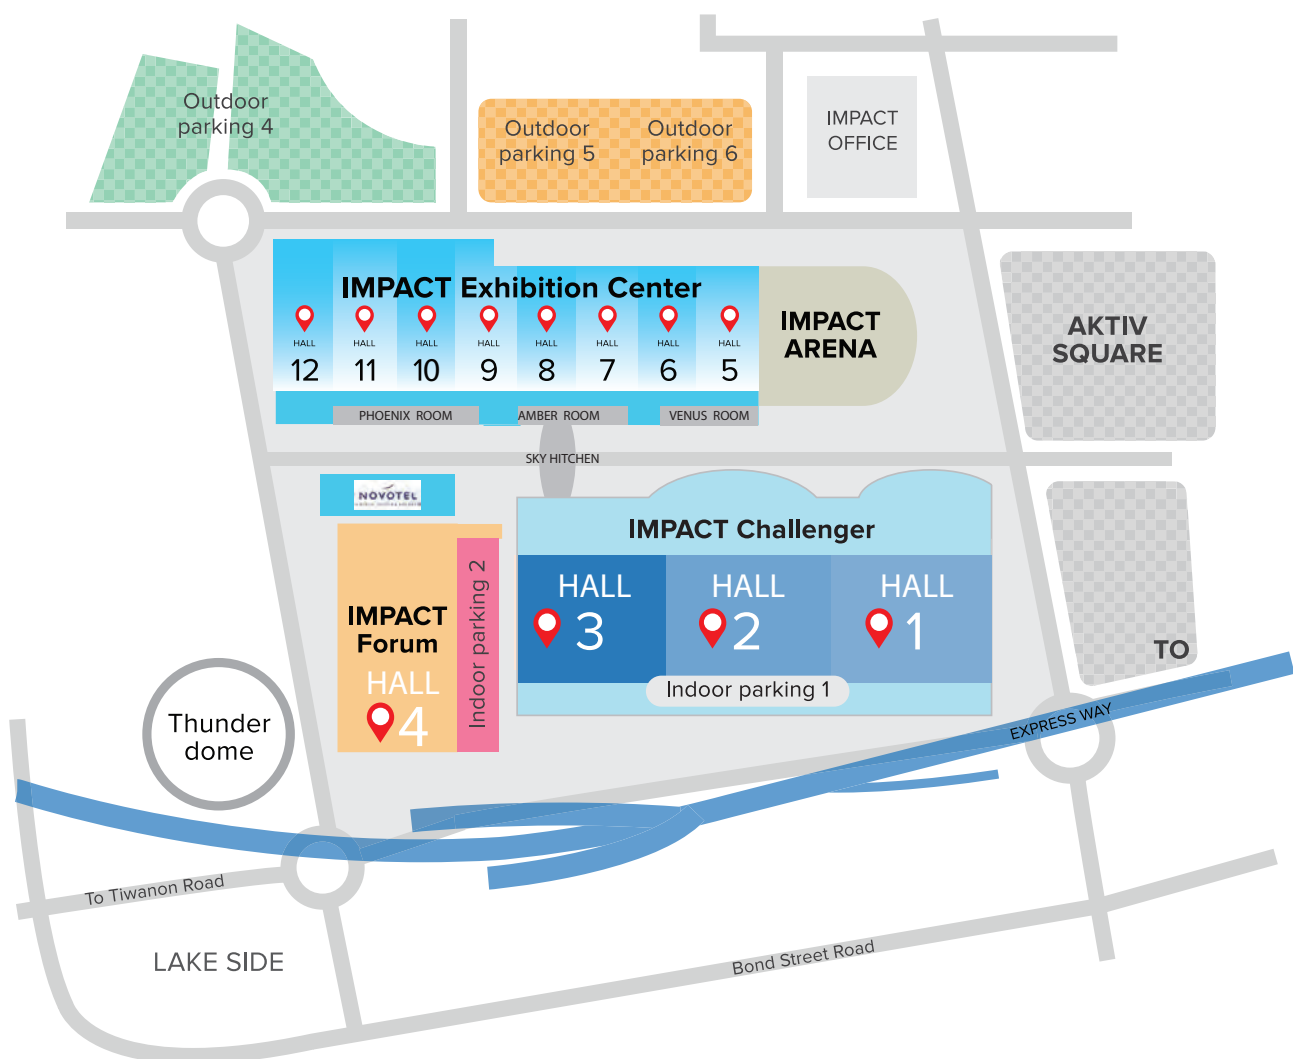 Outdoor
parking 4
Outdoor
parking 5
Outdoor
parking 6
IMPACT
OFFICE
IMPACT Exhibition Center
HALL
12
HALL
11
HALL
10
HALL
9
HALL
8
HALL
7
HALL
6
HALL
5
IMPACT
ARENA
AKTIV
SQUARE
PHOENIX ROOM
AMBER ROOM
VENUS ROOM
SKY HITCHEN
NOVOTEL
IMPACT Challenger
HALL
3
HALL
2
HALL
1
Indoor parking 1
IMPACT
Forum
HALL
4
Indoor parking 2
TO
EXPRESS WAY
Thunder
dome
To Tiwanon Road
LAKE SIDE
Bond Street Road